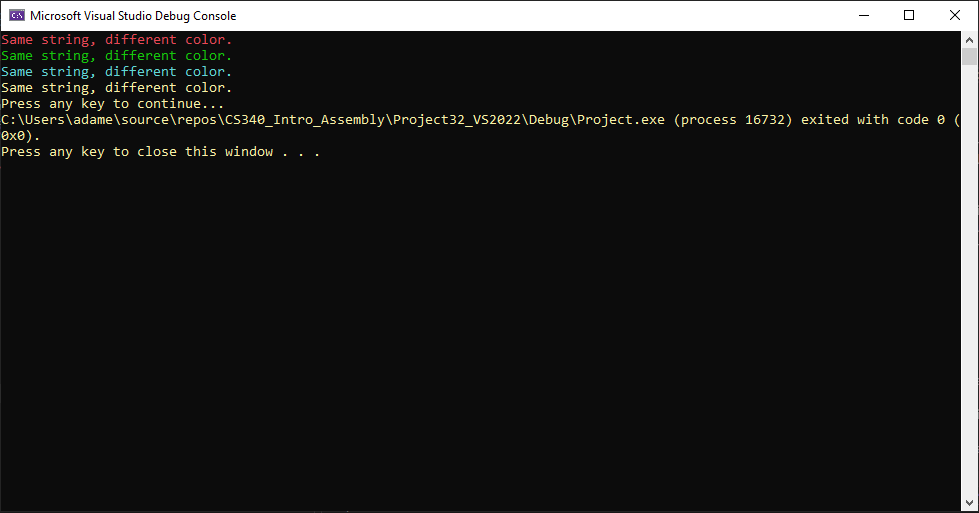 Microsoft Visual Studio Debug Console
Same string, different color.
Same string, different color.
Same string, different color.
Same string, different color.
Press any key to continue...
C:\Users\adame\source\repos\CS340_Intro_Assembly\Project32_VS2022\Debug\Project.exe (process 16732) exited with code 0 (
0x0).
Press any key to close this window . . .